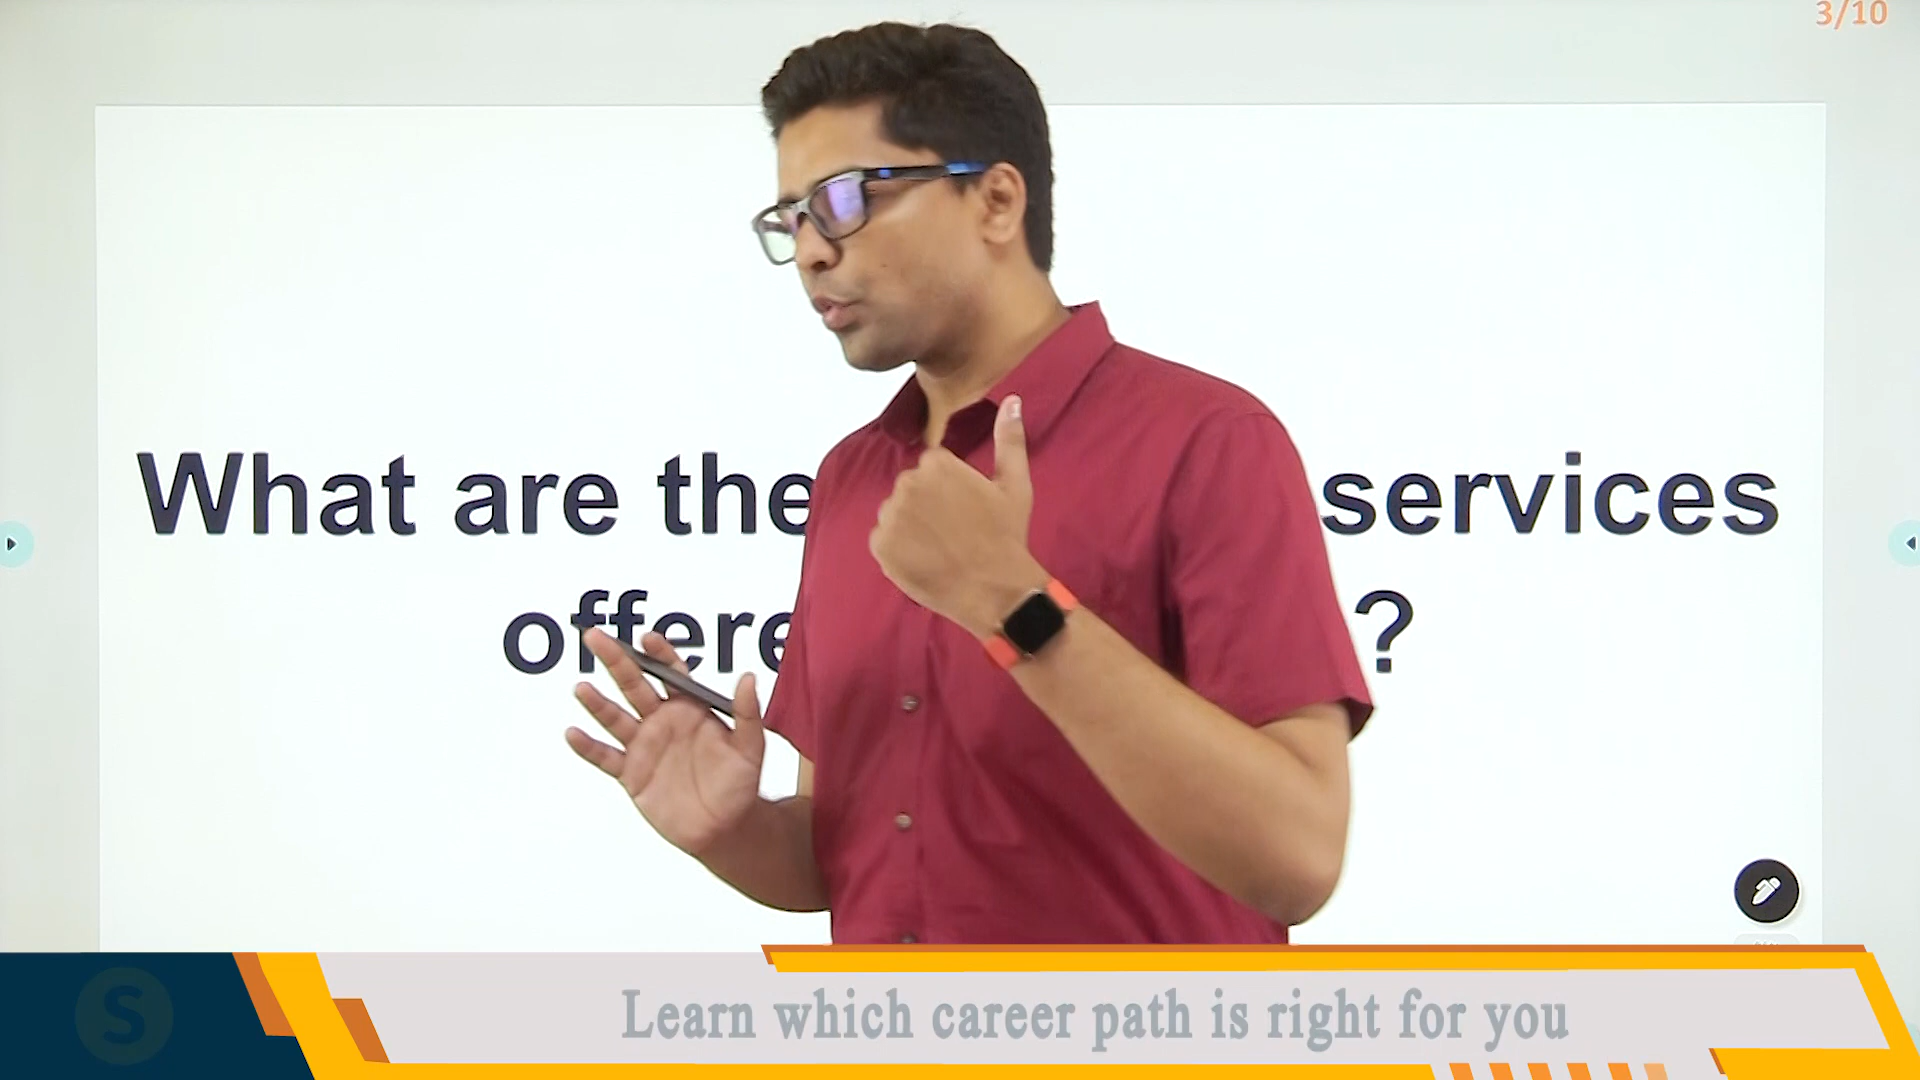 3/10
What are the services
offere ?
S
Learn which career path is right for you